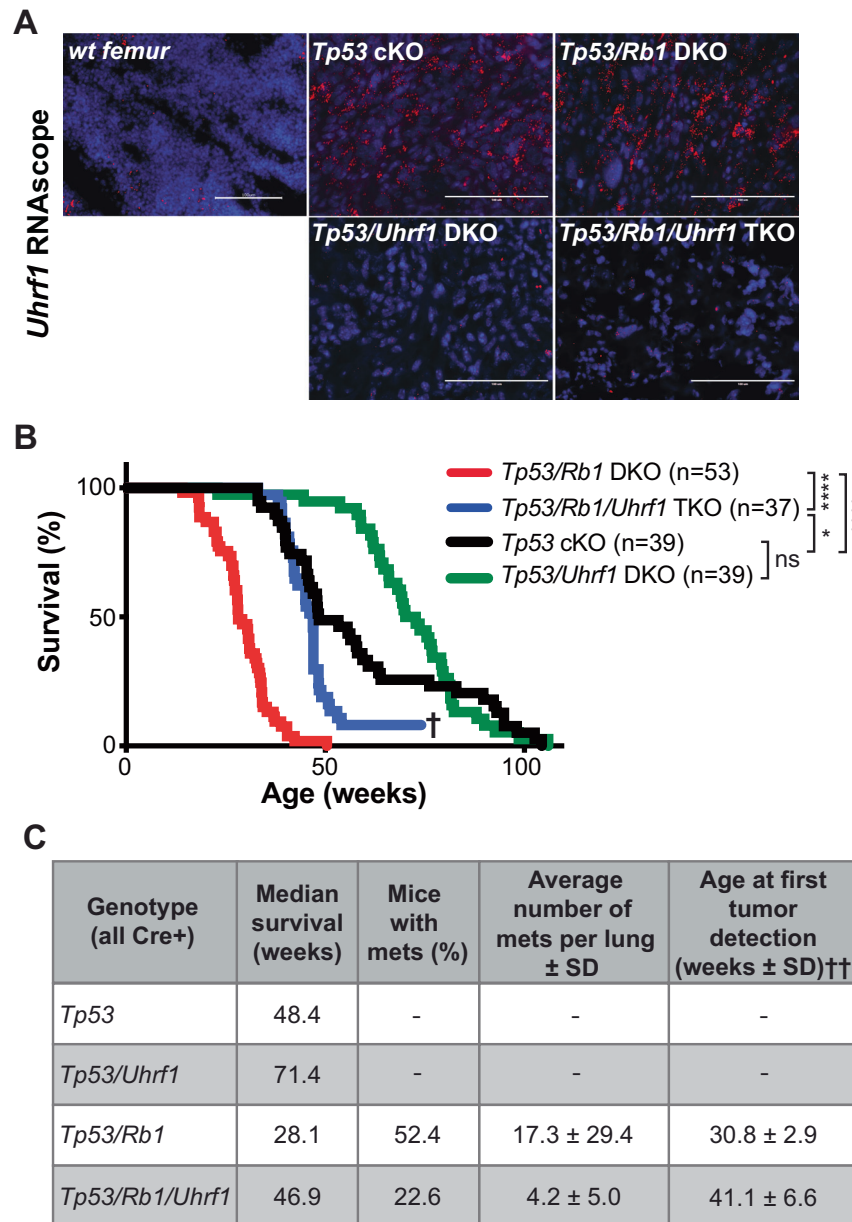 A
wt femur
Tp53 cKO
Tp53/Rb1 DKO
Uhrf1 RNAscope
Tp53/Uhrf1 DKO
Tp53/Rb1/Uhrf1 TKO
B
Survival (%)
100
50
0
0 50 100
Age (weeks)
†
Tp53/Rb1 DKO (n=53)
Tp53/Rb1/Uhrf1 TKO (n=37)
Tp53 cKO (n=39)
Tp53/Uhrf1 DKO (n=39)
****
*
ns
C
Genotype
(all Cre+)
Median
survival
(weeks)
Mice
with
mets (%)
Average
number of
mets per lung
± SD
Age at first
tumor
detection
(weeks ± SD)††
Tp53 48.4 - - -
Tp53/Uhrf1 71.4 - - -
Tp53/Rb1 28.1 52.4 17.3 ± 29.4 30.8 ± 2.9
Tp53/Rb1/Uhrf1 46.9 22.6 4.2 ± 5.0 41.1 ± 6.6